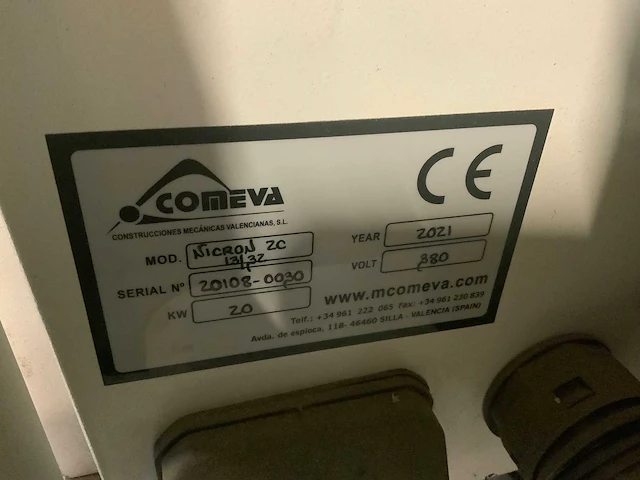 COMEVA
CONSTRUCCIONES MECÁNICAS VALENCIANAS, S.L.
CE
MOD. NICRON 2C
13/32
SERIAL Nº 20108-0030
KW 20
YEAR 2021
VOLT 380
www.mcomeva.com
Telf.: +34 961 222 065 Fax: +34 961 220 839
Avda. de espioca, 118- 46460 SILLA - VALENCIA (SPAIN)